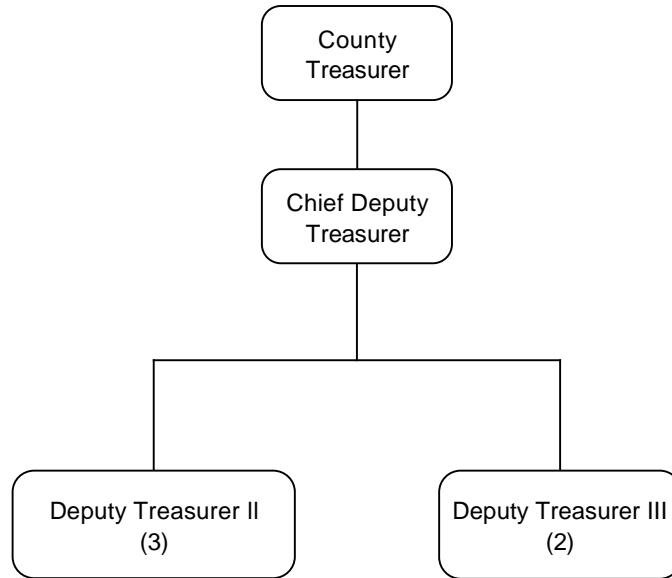 County
Treasurer
Chief Deputy
Treasurer
Deputy Treasurer II
(3)
Deputy Treasurer III
(2)